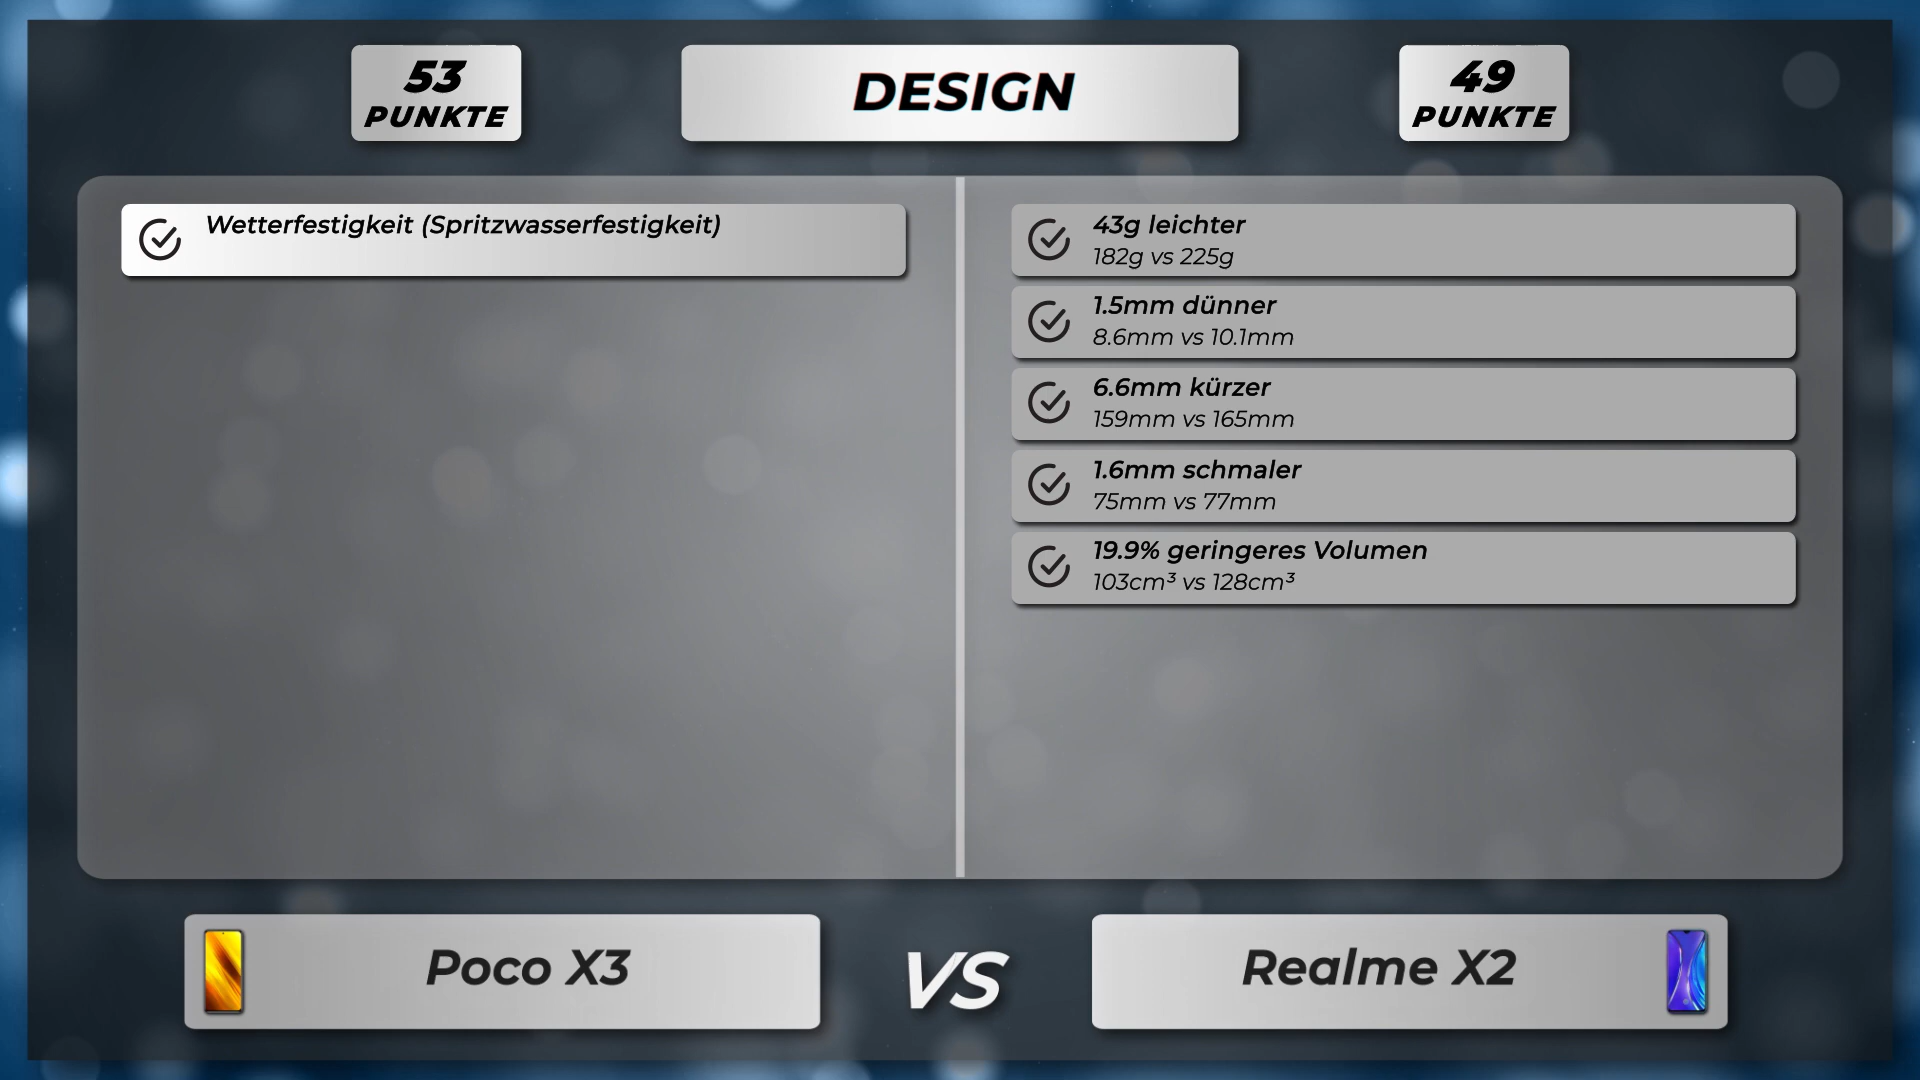 53
PUNKTE
DESIGN
49
PUNKTE
Wetterfestigkeit (Spritzwasserfestigkeit)
43g leichter
182g vs 225g
1.5mm dünner
8.6mm vs 10.1mm
6.6mm kürzer
159mm vs 165mm
1.6mm schmaler
75mm vs 77mm
19.9% geringeres Volumen
103cm³ vs 128cm³
Poco X3
VS
Realme X2